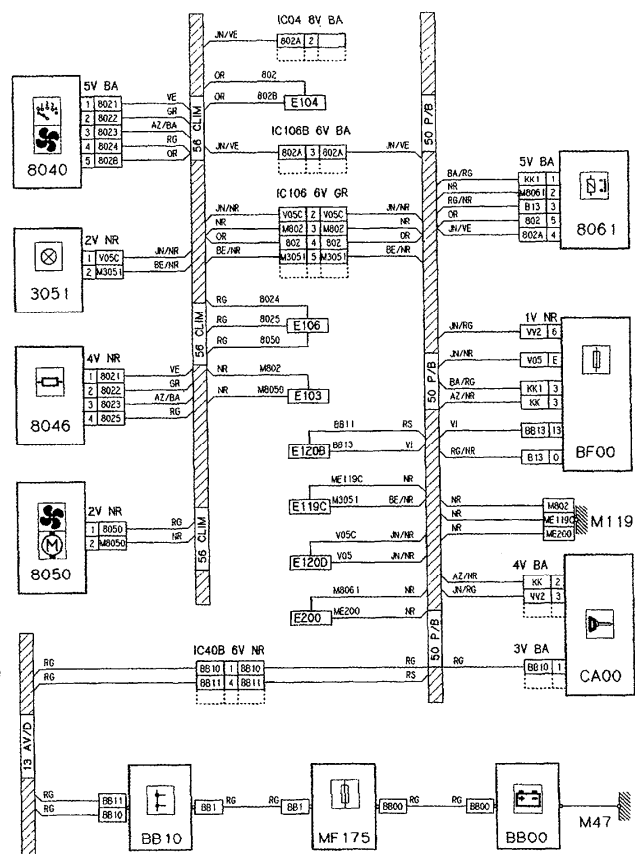 IC04 8V BA
JN/VE
802A 2
OR 802
OR 802B
E104
5V BA
1 8021 VE
2 8022 GR
3 8023 AZ/BA
4 8024 RG
5 802B OR
8040
56 CLIM
50 P/B
IC106B 6V BA
JN/VE 802A 3 802A JN/VE
IC106 6V GR
JN/NR V05C 2 V05C JN/NR
NR M802 3 M802 NR
OR 802 4 802 OR
BE/NR M3051 5 M3051 BE/NR
5V BA
BA/RG KK1 1
NR M8061 2
RG/NR B13 3
OR 802 5
JN/VE 802A 4
8061
2V NR
1 V05C JN/NR
2 M3051 BE/NR
3051
56 CLIM
RG 8024
RG 8025
RG 8050
E106
NR M802
NR M8050
E103
4V NR
1 8021 VE
2 8022 GR
3 8023 AZ/BA
4 8025 RG
8046
50 P/B
1V NR
JN/RG VV2 6
JN/NR V05 E
BA/RG KK1 3
AZ/NR KK 3
VI BB13 13
RG/NR B13 0
BF00
BB11 RS
BB13 VI
E120B
ME119C NR
M3051 BE/NR
E119C
V05C JN/NR
V05 JN/NR
E120D
M8061 NR
ME200 NR
E200
2V NR
1 8050 RG
2 M8050 NR
8050
56 CLIM
NR M802
NR ME119C
NR ME200
M119
4V BA
AZ/NR KK 2
JN/RG VV2 3
3V BA
RG BB10 1
CA00
50 P/B
IC40B 6V NR
RG BB10 1 BB10 RG
RG BB11 4 BB11 RS
13 AV/D
RG BB11
RG BB10
BB10
BB1 RG RG BB1
MF175
BB00 RG RG BB00
BB00
M47